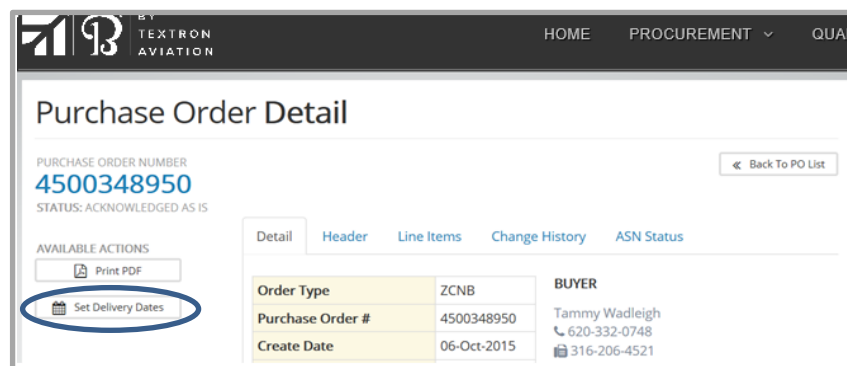 BY
TEXTRON
AVIATION
HOME PROCUREMENT QUA
Purchase Order Detail
PURCHASE ORDER NUMBER
4500348950
STATUS: ACKNOWLEDGED AS IS
Back To PO List
AVAILABLE ACTIONS
Print PDF
Set Delivery Dates
Detail Header Line Items Change History ASN Status
Order Type ZCNB
Purchase Order # 4500348950
Create Date 06-Oct-2015
BUYER
Tammy Wadleigh
620-332-0748
316-206-4521